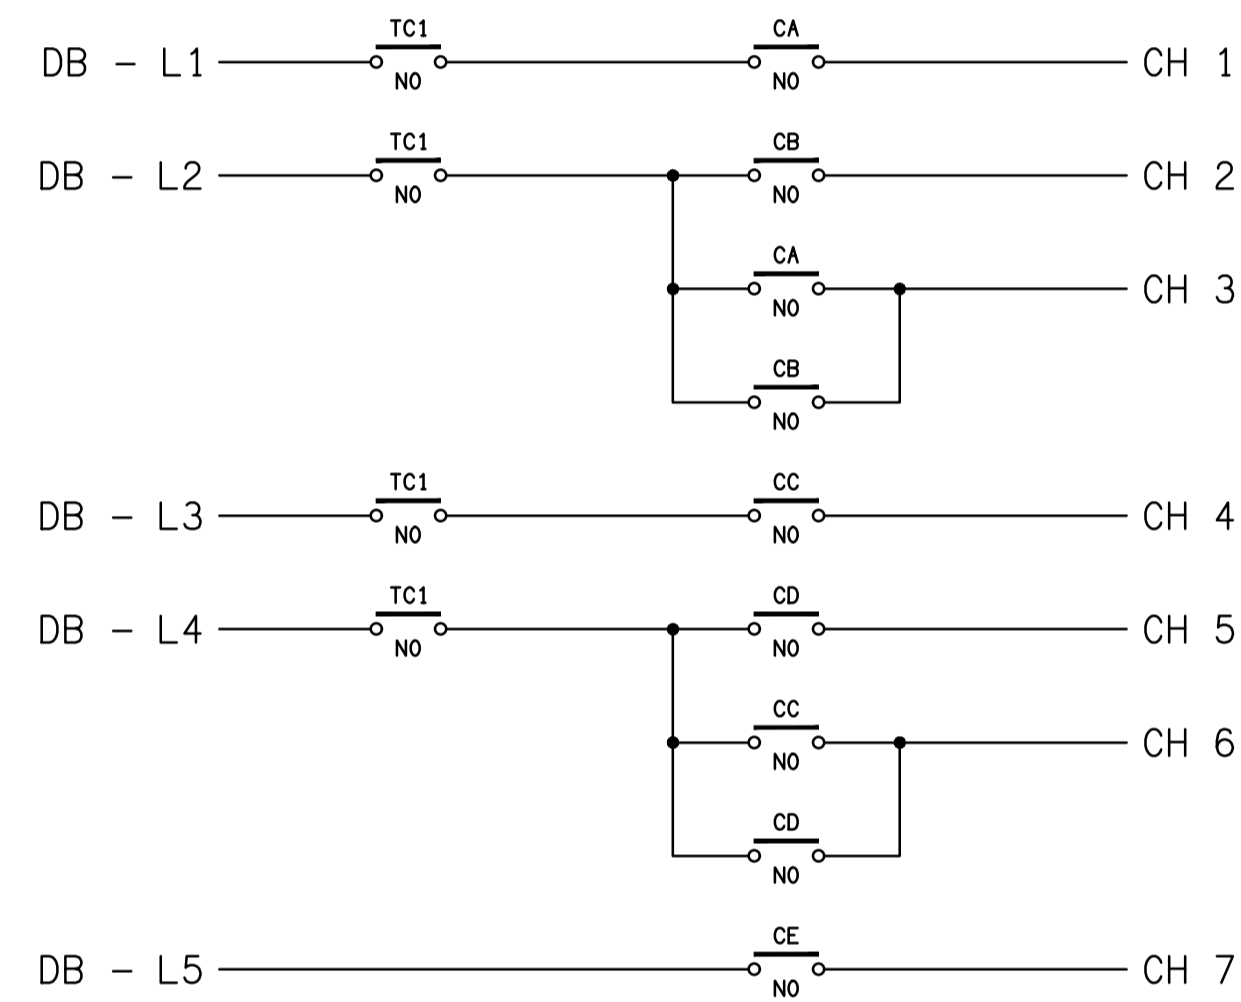 TC1 CA
DB - L1 CH 1
NO NO
TC1 CB
DB - L2 CH 2
NO NO
CA
CH 3
NO
CB
NO
TC1 CC
DB - L3 CH 4
NO NO
TC1 CD
DB - L4 CH 5
NO NO
CC
CH 6
NO
CD
NO
CE
DB - L5 CH 7
NO